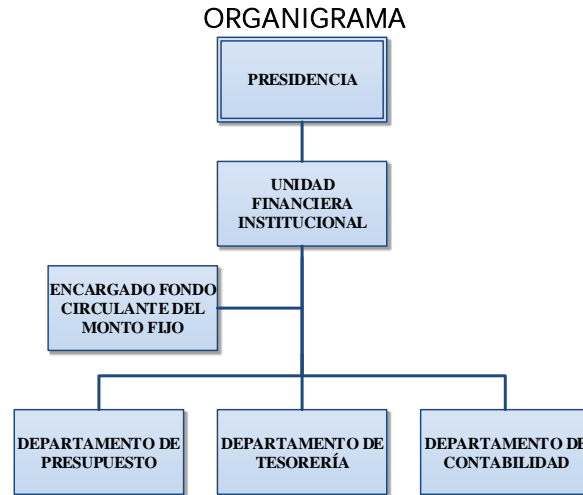 ORGANIGRAMA
PRESIDENCIA
UNIDAD
FINANCIERA
INSTITUCIONAL
ENCARGADO FONDO
CIRCULANTE DEL
MONTO FIJO
DEPARTAMENTO DE
PRESUPUESTO
DEPARTAMENTO DE
TESORERÍA
DEPARTAMENTO DE
CONTABILIDAD